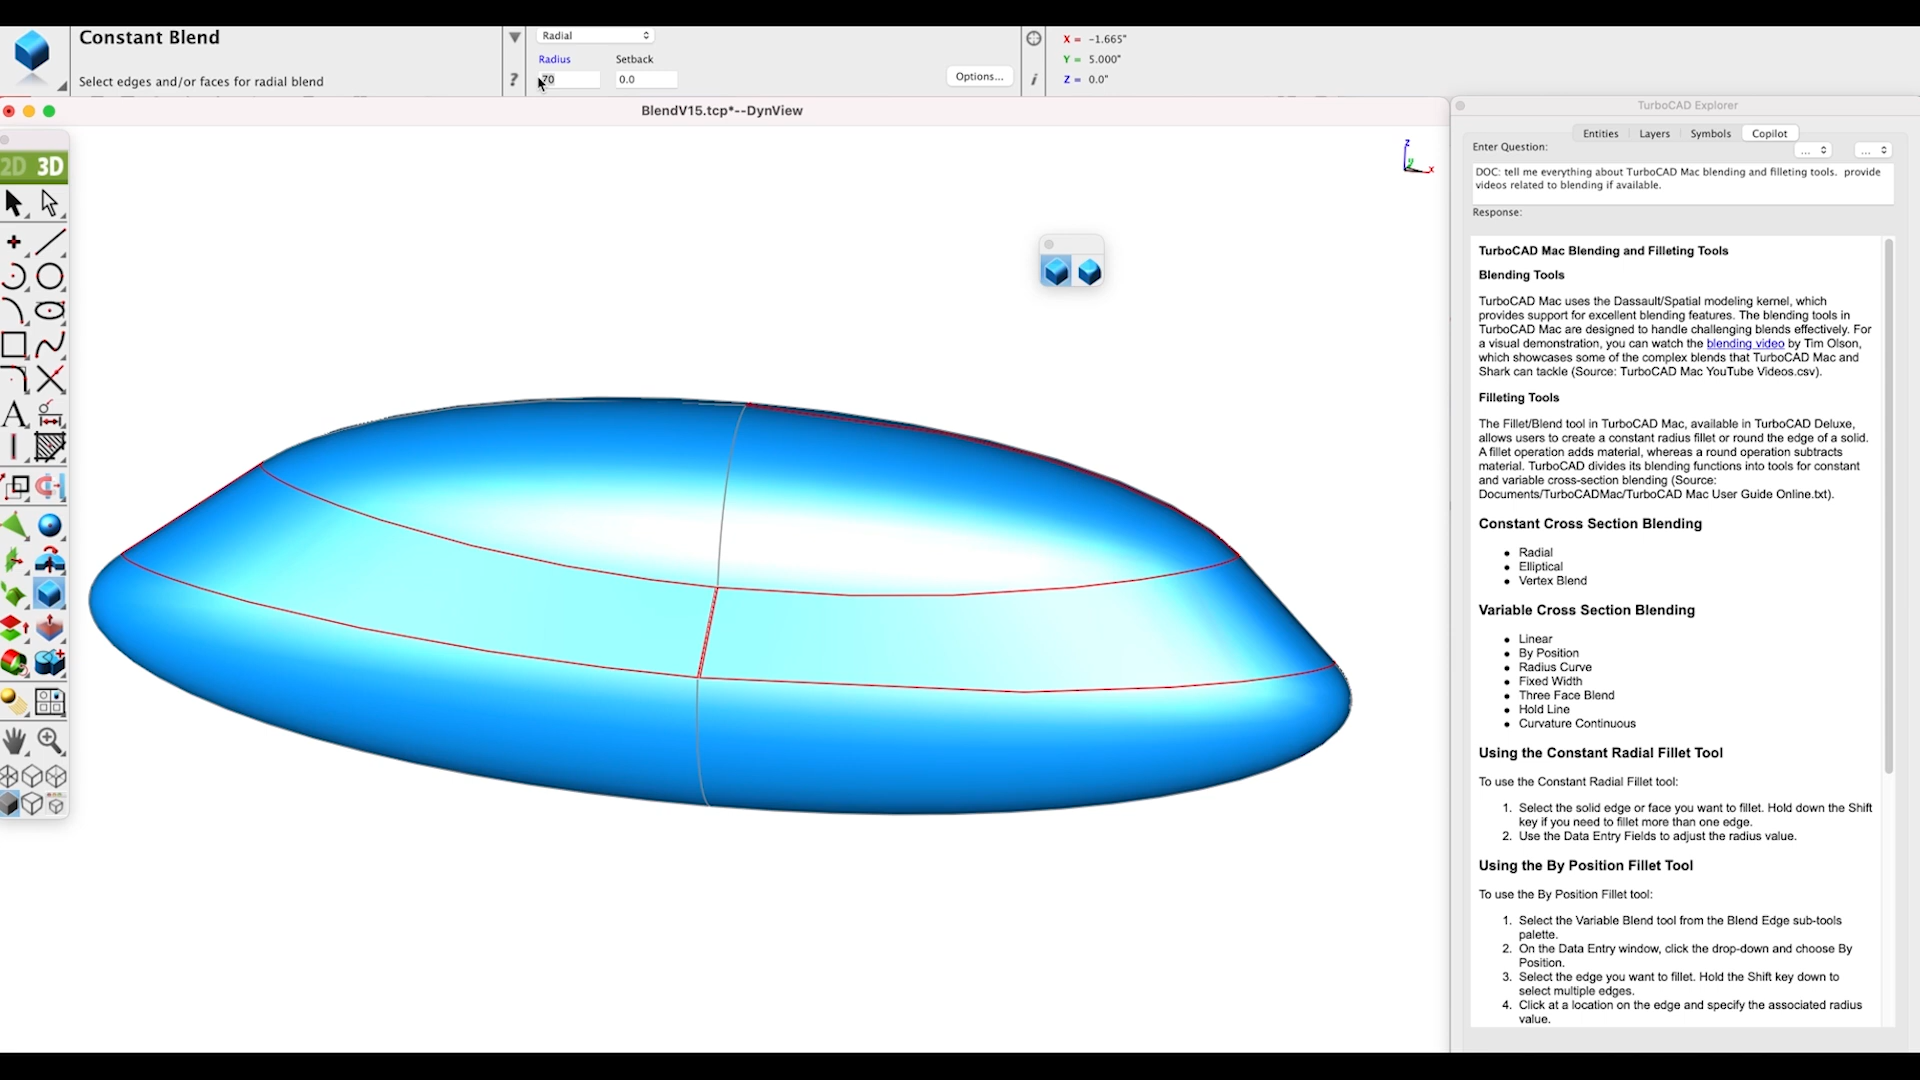 Constant Blend
Select edges and/or faces for radial blend
Radial
Radius
Setback
?
70
0.0
Options...
i
X = -1.665"
Y = 5.000"
Z = 0.0"
BlendV15.tcp*--DynView
2D 3D
A
z
y
x
TurboCAD Explorer
Entities
Layers
Symbols
Copilot
Enter Question:
...
...
DOC: tell me everything about TurboCAD Mac blending and filleting tools. provide
videos related to blending if available.
Response:
TurboCAD Mac Blending and Filleting Tools
Blending Tools
TurboCAD Mac uses the Dassault/Spatial modeling kernel, which
provides support for excellent blending features. The blending tools in
TurboCAD Mac are designed to handle challenging blends effectively. For
a visual demonstration, you can watch the blending video by Tim Olson,
which showcases some of the complex blends that TurboCAD Mac and
Shark can tackle (Source: TurboCAD Mac YouTube Videos.csv).
Filleting Tools
The Fillet/Blend tool in TurboCAD Mac, available in TurboCAD Deluxe,
allows users to create a constant radius fillet or round the edge of a solid.
A fillet operation adds material, whereas a round operation subtracts
material. TurboCAD divides its blending functions into tools for constant
and variable cross-section blending (Source:
Documents/TurboCADMac/TurboCAD Mac User Guide Online.txt).
Constant Cross Section Blending
• Radial
• Elliptical
• Vertex Blend
Variable Cross Section Blending
• Linear
• By Position
• Radius Curve
• Fixed Width
• Three Face Blend
• Hold Line
• Curvature Continuous
Using the Constant Radial Fillet Tool
To use the Constant Radial Fillet tool:
1. Select the solid edge or face you want to fillet. Hold down the Shift
key if you need to fillet more than one edge.
2. Use the Data Entry Fields to adjust the radius value.
Using the By Position Fillet Tool
To use the By Position Fillet tool:
1. Select the Variable Blend tool from the Blend Edge sub-tools
palette.
2. On the Data Entry window, click the drop-down and choose By
Position.
3. Select the edge you want to fillet. Hold the Shift key down to
select multiple edges.
4. Click at a location on the edge and specify the associated radius
value.